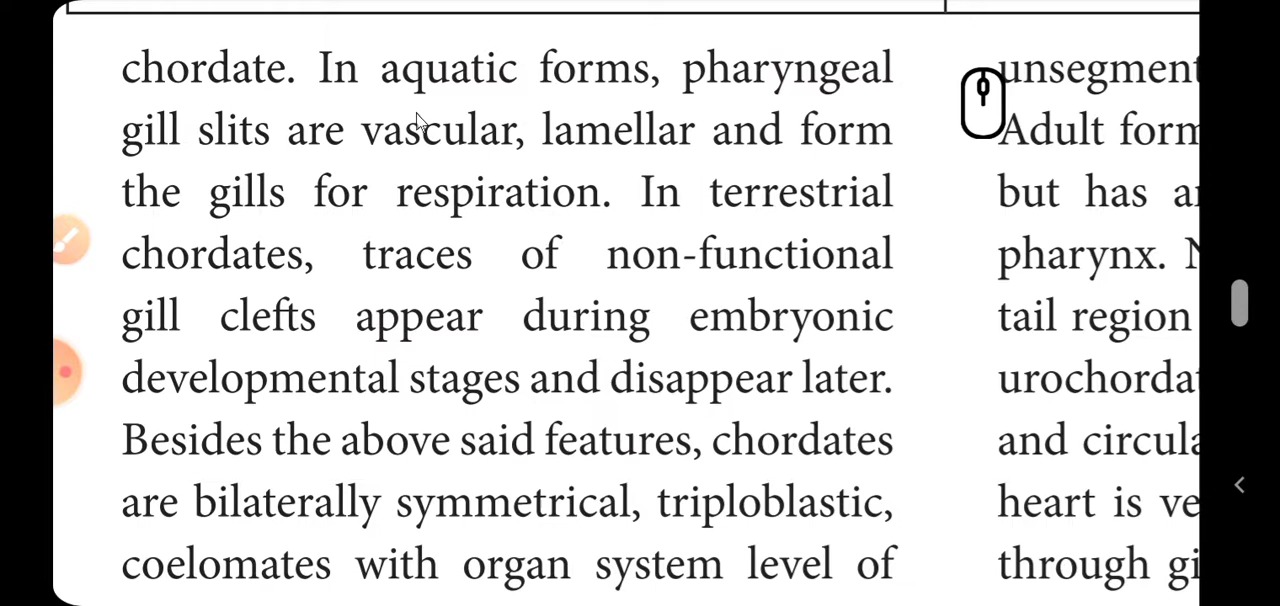 chordate. In aquatic forms, pharyngeal
gill slits are vascular, lamellar and form
the gills for respiration. In terrestrial
chordates, traces of non-functional
gill clefts appear during embryonic
developmental stages and disappear later.
Besides the above said features, chordates
are bilaterally symmetrical, triploblastic,
coelomates with organ system level of
Adult
but has
pharynx.
tail region
and
heart is
through